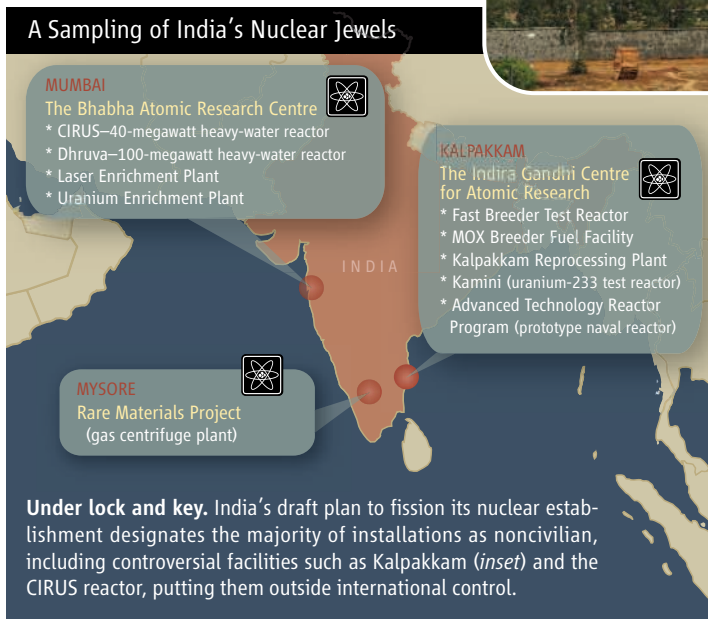 A Sampling of India's Nuclear Jewels
MUMBAI
The Bhabha Atomic Research Centre
* CIRUS–40-megawatt heavy-water reactor
* Dhruva–100-megawatt heavy-water reactor
* Laser Enrichment Plant
* Uranium Enrichment Plant
KALPAKKAM
The Indira Gandhi Centre
for Atomic Research
* Fast Breeder Test Reactor
* MOX Breeder Fuel Facility
* Kalpakkam Reprocessing Plant
* Kamini (uranium-233 test reactor)
* Advanced Technology Reactor
Program (prototype naval reactor)
INDIA
MYSORE
Rare Materials Project
(gas centrifuge plant)
Under lock and key. India's draft plan to fission its nuclear estab-
lishment designates the majority of installations as noncivilian,
including controversial facilities such as Kalpakkam (inset) and the
CIRUS reactor, putting them outside international control.